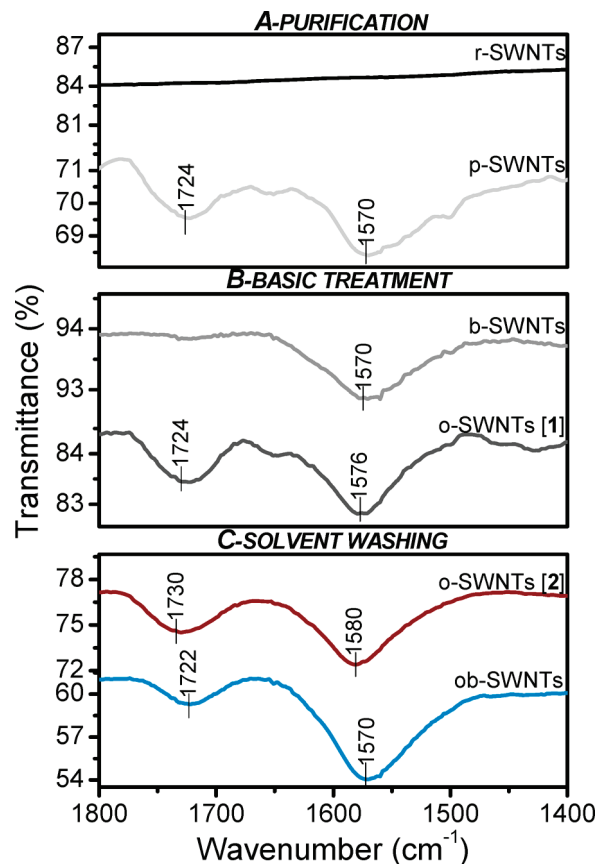 A-PURIFICATION
87
r-SWNTs
84
81
71
p-SWNTs
1724
70
1570
69
B-BASIC TREATMENT
94
b-SWNTs
1570
93
o-SWNTs [1]
1724
84
1576
83
C-SOLVENT WASHING
78
1730
o-SWNTs [2]
75
1580
72
1722
60
ob-SWNTs
57
1570
54
1800 1700 1600 1500 1400
Wavenumber (cm-1)
Transmittance (%)